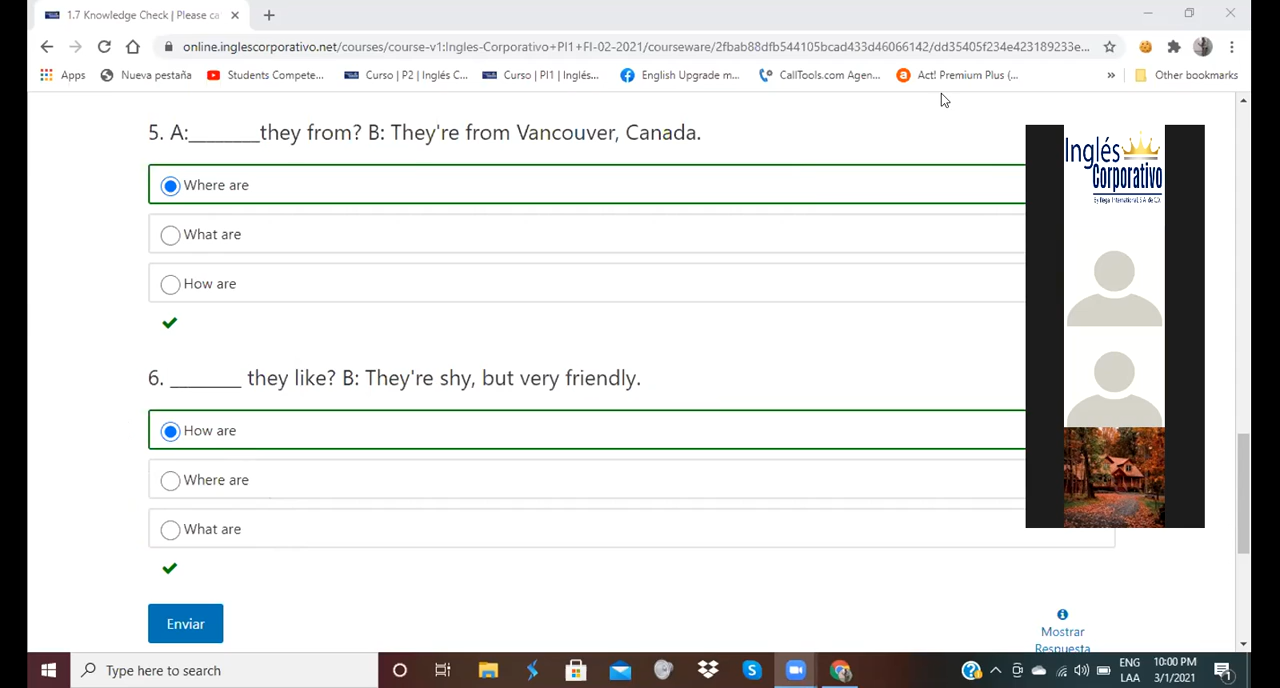 1.7 Knowledge Check | Please ca
online.inglescorporativo.net/courses/course-v1:Ingles-Corporativo+PI1+FI-02-2021/courseware/2fbab88dfb544105bcad433d46066142/dd35405f234e423189233e...
Apps Nueva pestaña Students Compete... Curso | P2 | Inglés C... Curso | PI1 | Inglés... English Upgrade m... CallTools.com Agen... Act! Premium Plus (... » Other bookmarks
5. A:________they from? B: They're from Vancouver, Canada.
Where are
What are
How are
6. ________ they like? B: They're shy, but very friendly.
How are
Where are
What are
Enviar
Mostrar
Respuesta
Inglés
Corporativo
Type here to search
ENG
LAA
10:00 PM
3/1/2021
1